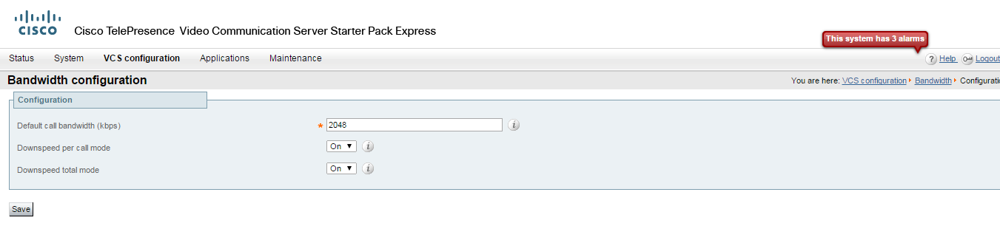 CISCO
Cisco TelePresence Video Communication Server Starter Pack Express
This system has 3 alarms
Status System VCS configuration Applications Maintenance
? Help Logout
Bandwidth configuration
You are here: VCS configuration Bandwidth Configurati
Configuration
Default call bandwidth (kbps) * 2048 i
Downspeed per call mode On ▼ i
Downspeed total mode On ▼ i
Save